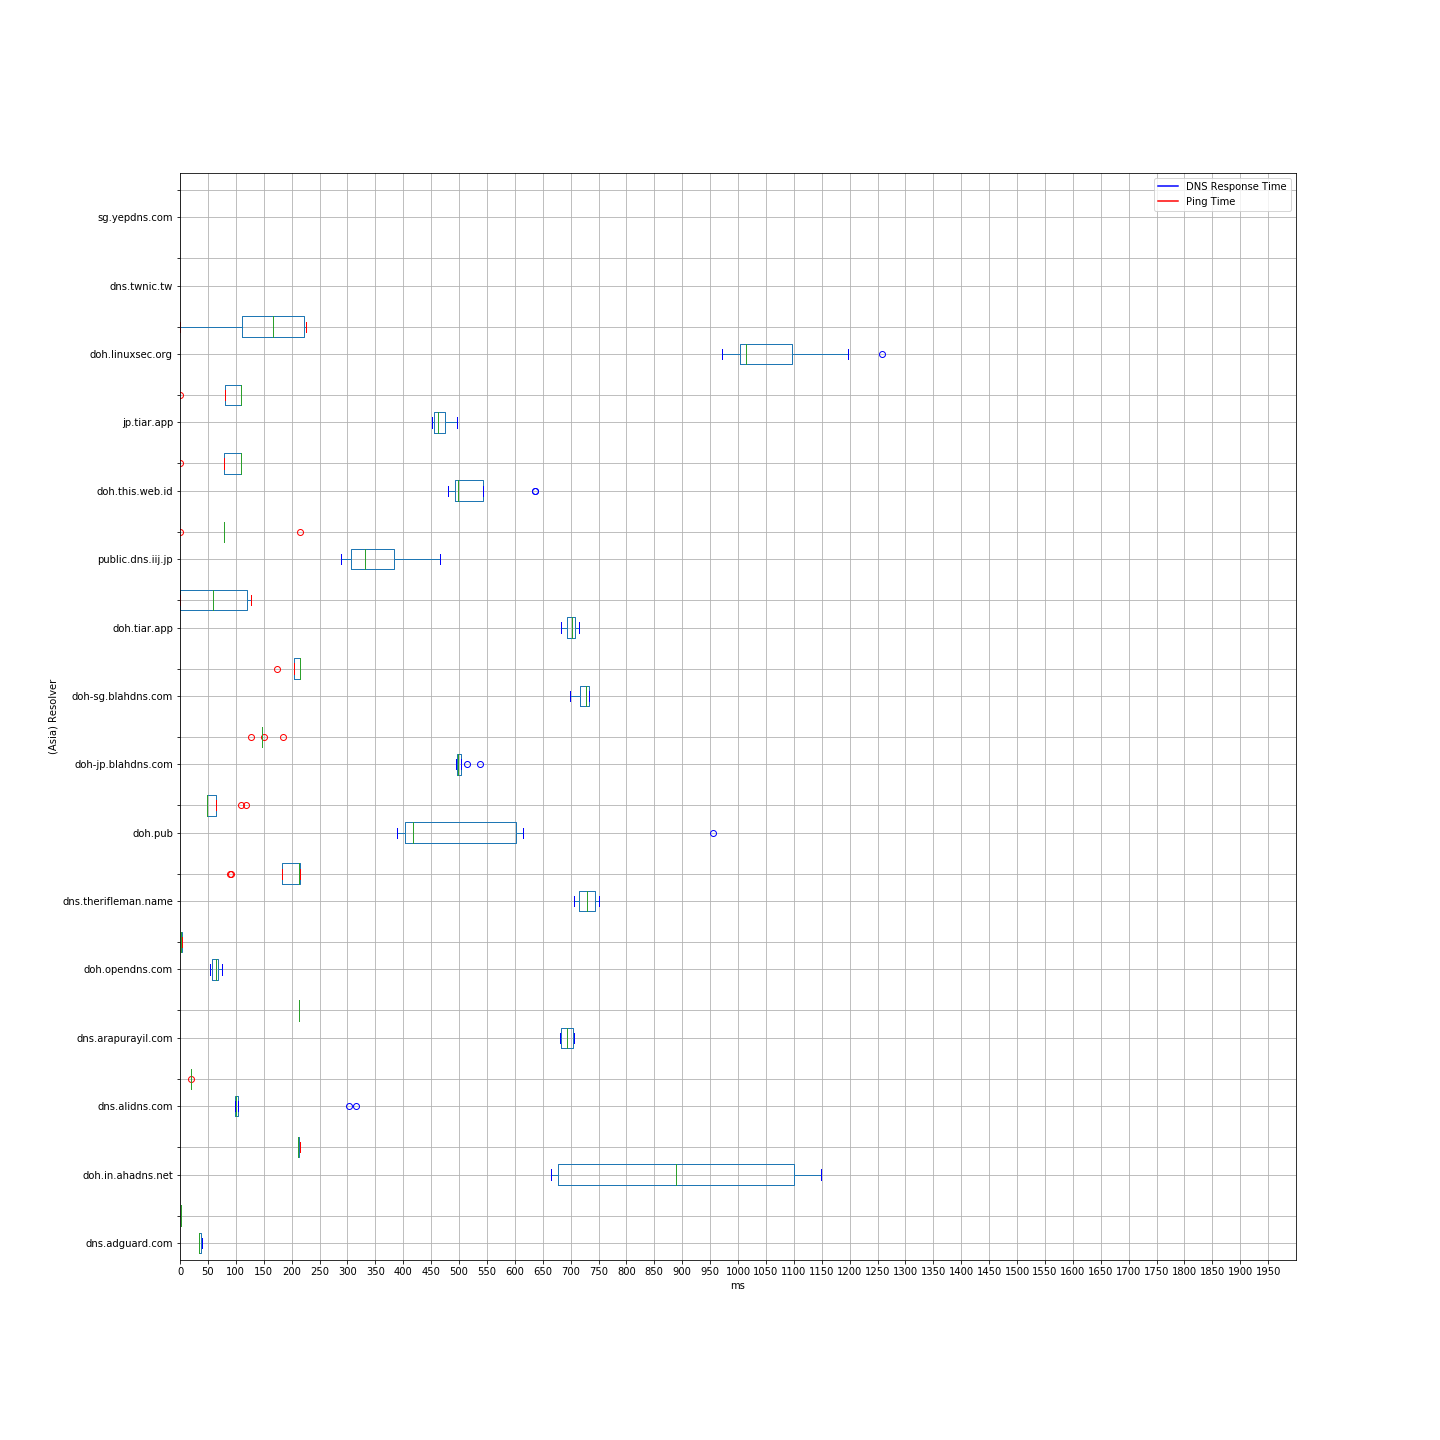 DNS Response Time
Ping Time
sg.yepdns.com
dns.twnic.tw
doh.linuxsec.org
jp.tiar.app
doh.this.web.id
public.dns.iij.jp
doh.tiar.app
doh-sg.blahdns.com
doh-jp.blahdns.com
doh.pub
dns.therifleman.name
doh.opendns.com
dns.arapurayil.com
dns.alidns.com
doh.in.ahadns.net
dns.adguard.com
(Asia) Resolver
0 50 100 150 200 250 300 350 400 450 500 550 600 650 700 750 800 850 900 950 1000 1050 1100 1150 1200 1250 1300 1350 1400 1450 1500 1550 1600 1650 1700 1750 1800 1850 1900 1950
ms